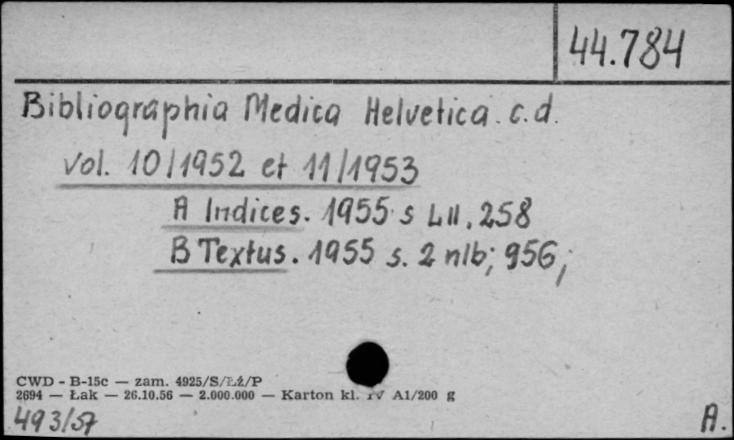 44.784
Bibliographia Medica Helvetica. c.d.
Vol. 10/1952 et 11/1953
A Indices. 1955 s LII, 258
B Textus. 1955 s. 2 nlb; 956;
CWD - B-15c — zam. 4925/S/Łż/P
2694 — Łak — 26.10.56 — 2.000.000 — Karton kl. IV A1/200 g
493/57
A.